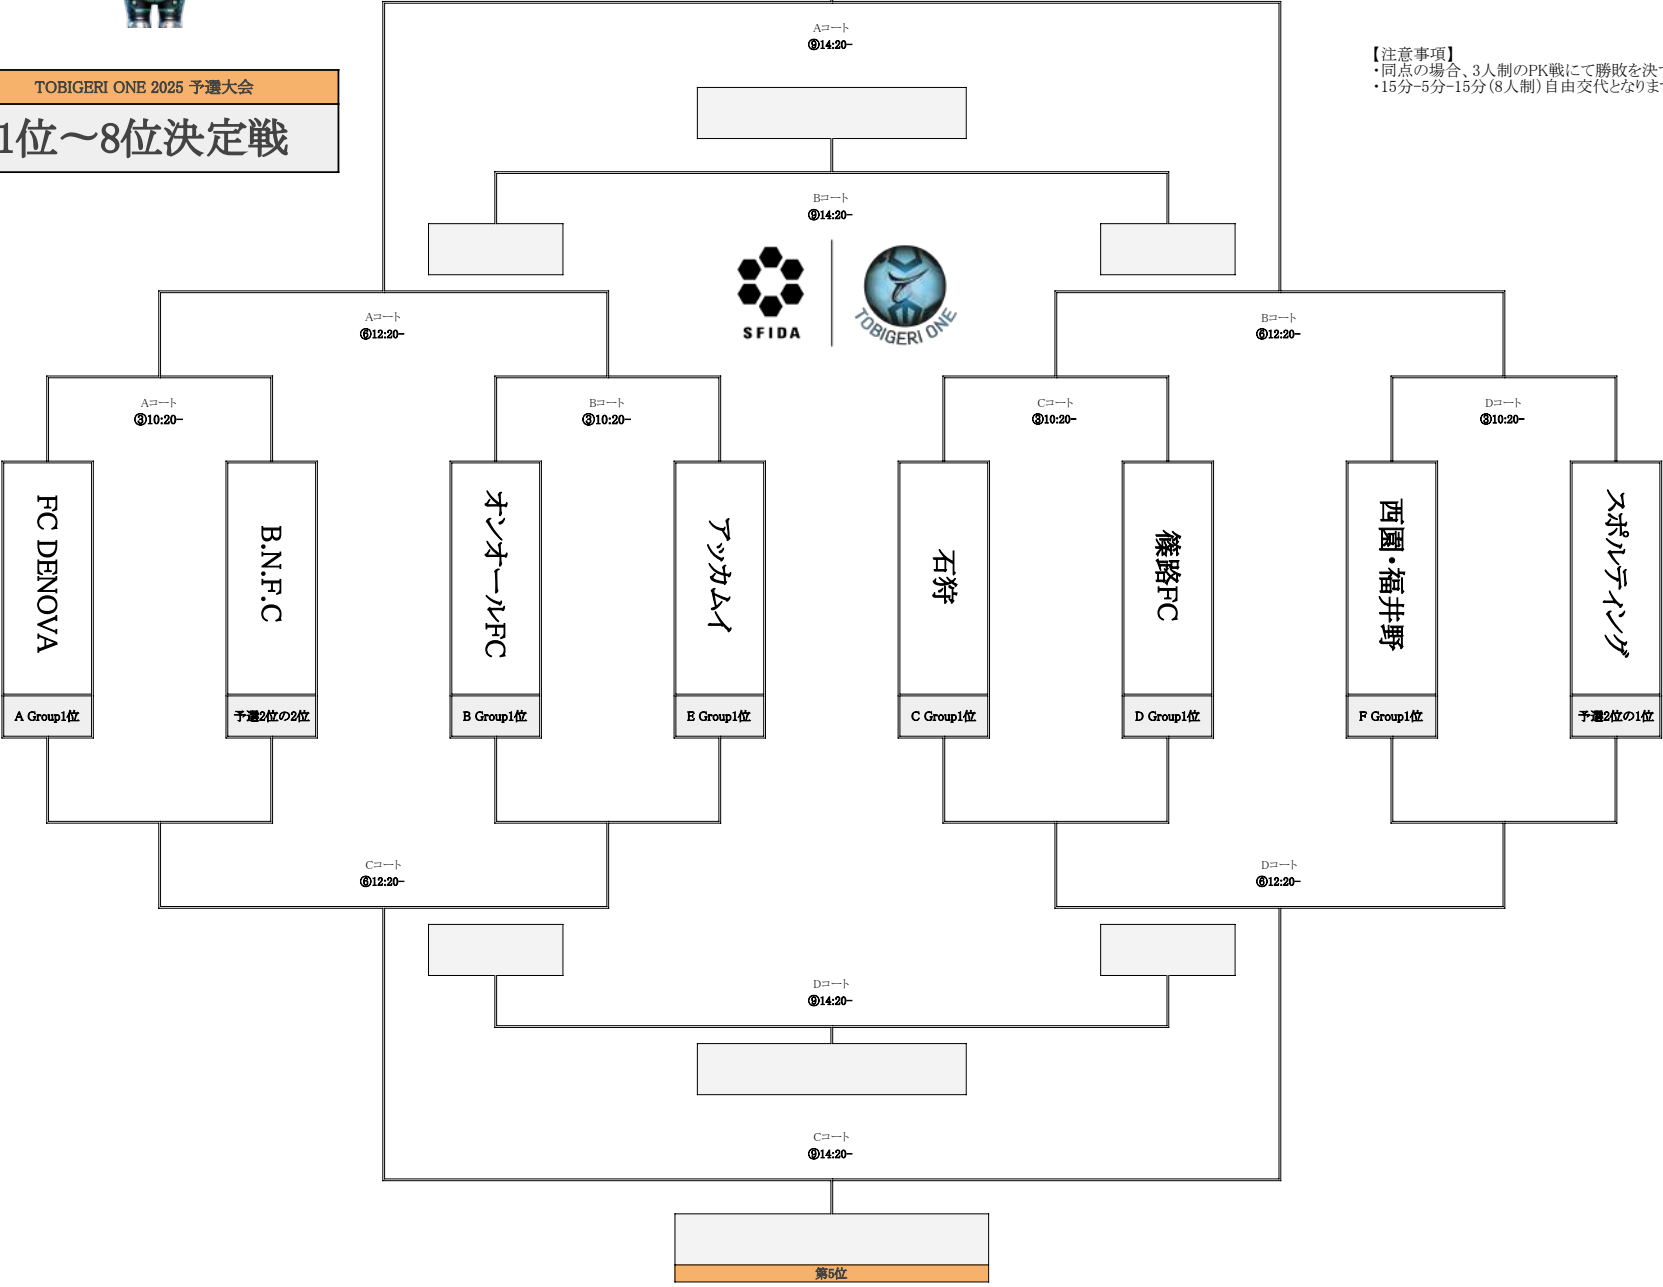 Aコート
⑨14:20-
【注意事項】
・同点の場合、3人制のPK戦にて勝敗を決
・15分-5分-15分(8人制)自由交代となりま
TOBIGERI ONE 2025 予選大会
1位～8位決定戦
Bコート
⑨14:20-
SFIDA
TOBIGERI ONE
Aコート
⑥12:20-
Bコート
⑥12:20-
Aコート
③10:20-
Bコート
③10:20-
Cコート
③10:20-
Dコート
③10:20-
FC DENOVA
B.N.F.C
オンオールFC
アッカムイ
石狩
篠路FC
西園・福井野
スポルティング
A Group1位
予選2位の2位
B Group1位
E Group1位
C Group1位
D Group1位
F Group1位
予選2位の1位
Cコート
⑥12:20-
Dコート
⑥12:20-
Dコート
⑨14:20-
Cコート
⑨14:20-
第5位